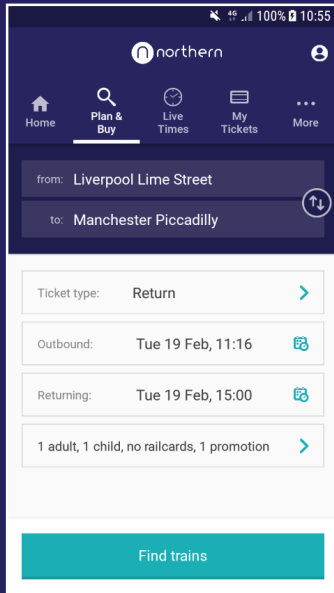 4G 100% 10:55
northern
Home
Plan & Buy
Live Times
My Tickets
More
from: Liverpool Lime Street
to: Manchester Piccadilly
Ticket type: Return
Outbound: Tue 19 Feb, 11:16
Returning: Tue 19 Feb, 15:00
1 adult, 1 child, no railcards, 1 promotion
Find trains